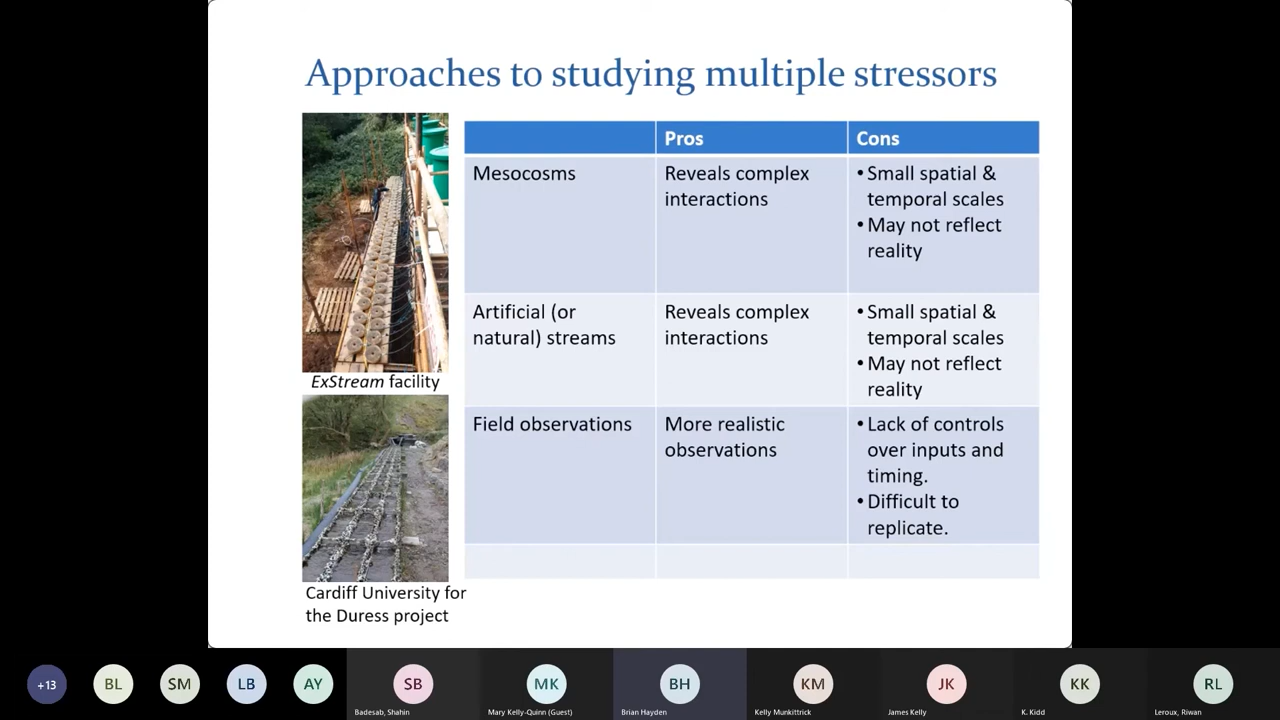 Approaches to studying multiple stressors
Pros
Cons
Mesocosms
Reveals complex
interactions
• Small spatial &
temporal scales
• May not reflect
reality
Artificial (or
natural) streams
Reveals complex
interactions
• Small spatial &
temporal scales
• May not reflect
reality
Field observations
More realistic
observations
• Lack of controls
over inputs and
timing.
• Difficult to
replicate.
ExStream facility
Cardiff University for
the Duress project
+13
BL
SM
LB
AY
SB
MK
BH
KM
JK
KK
RL
Badesab, Shahin
Mary Kelly-Quinn (Guest)
Brian Hayden
Kelly Munkittrick
James Kelly
K. Kidd
Leroux, Riwan